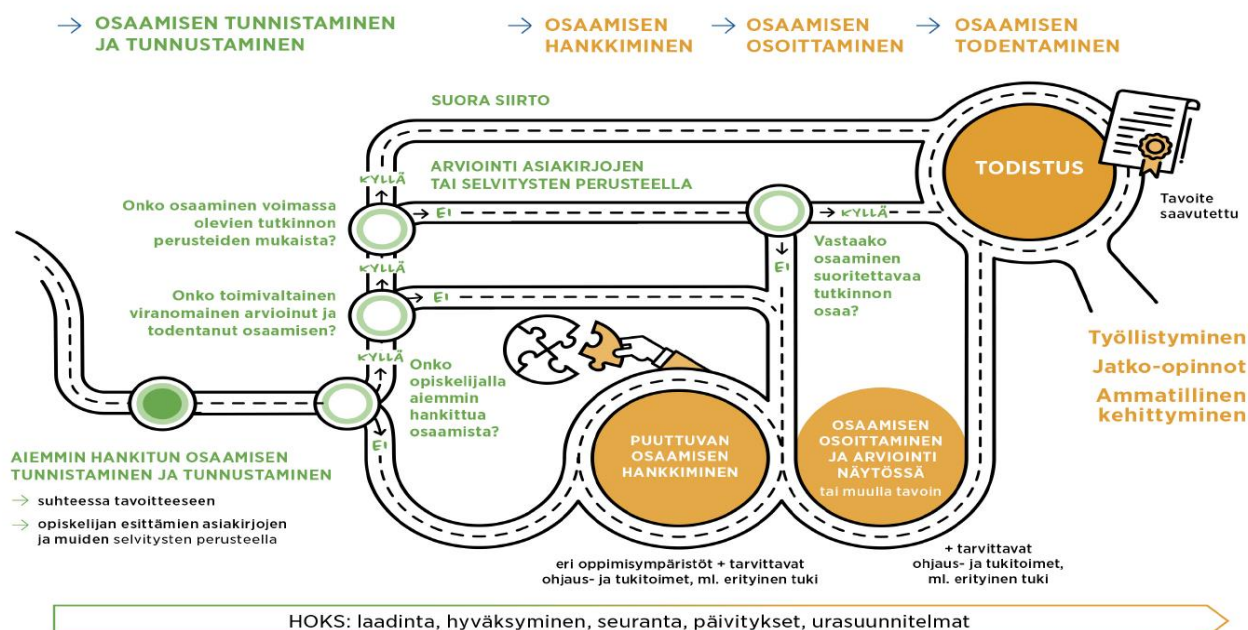 → OSAAMISEN TUNNISTAMINEN
JA TUNNUSTAMINEN
→ OSAAMISEN
HANKKIMINEN
→ OSAAMISEN
OSOITTAMINEN
→ OSAAMISEN
TODENTAMINEN
SUORA SIIRTO
ARVIOINTI ASIAKIRJOJEN
TAI SELVITYSTEN PERUSTEELLA
KYLLÄ
EI
KYLLÄ
TODISTUS
Tavoite
saavutettu
Onko osaaminen voimassa
olevien tutkinnon
perusteiden mukaista?
KYLLÄ
EI
EI
Vastaako
osaaminen
suoritettavaa
tutkinnon
osaa?
Onko toimivaltainen
viranomainen arvioinut ja
todentanut osaamisen?
KYLLÄ
Onko
opiskelijalla
aiemmin
hankittua
osaamista?
EI
Työllistyminen
Jatko-opinnot
Ammatillinen
kehittyminen
AIEMMIN HANKITUN OSAAMISEN
TUNNISTAMINEN JA TUNNUSTAMINEN
→ suhteessa tavoitteeseen
→ opiskelijan esittämien asiakirjojen
ja muiden selvitysten perusteella
PUUTTUVAN
OSAAMISEN
HANKKIMINEN
OSAAMISEN
OSOITTAMINEN
JA ARVIOINTI
NÄYTÖSSÄ
tai muulla tavoin
eri oppimisympäristöt + tarvittavat
ohjaus- ja tukitoimet, ml. erityinen tuki
+ tarvittavat
ohjaus- ja tukitoimet,
ml. erityinen tuki
HOKS: laadinta, hyväksyminen, seuranta, päivitykset, urasuunnitelmat